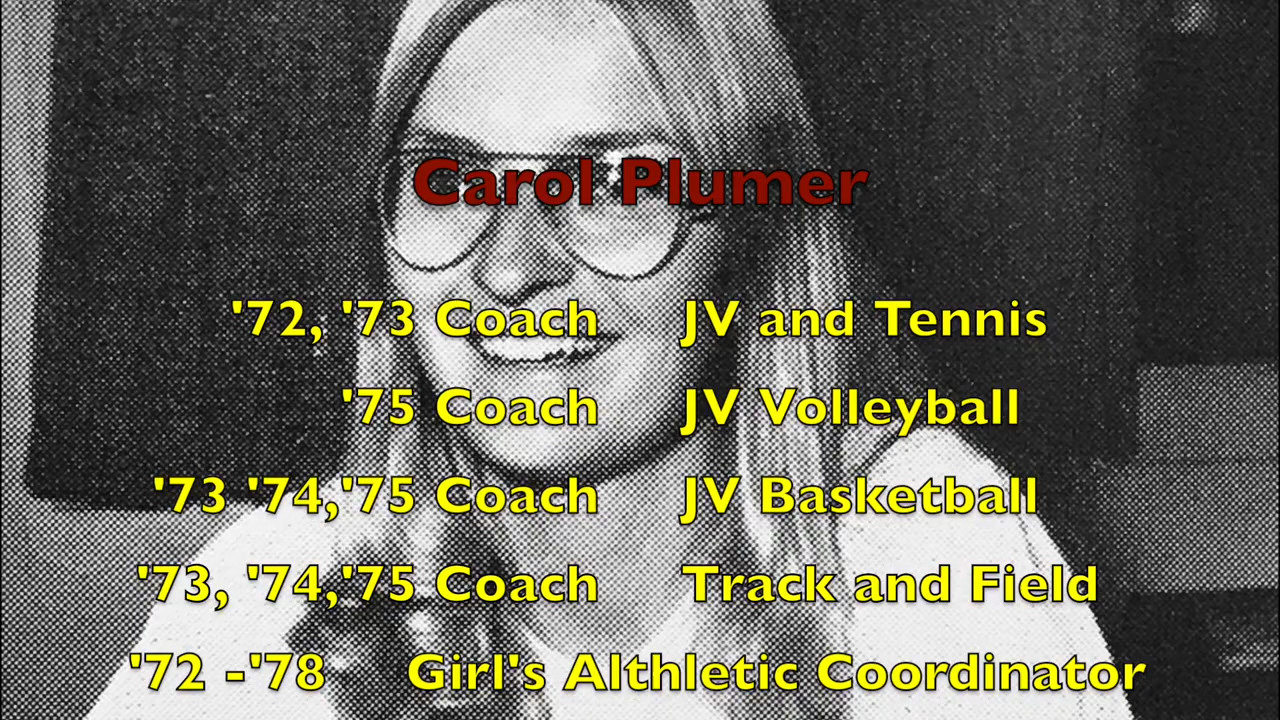 Carol Plumer
'72, '73 Coach JV and Tennis
'75 Coach JV Volleyball
'73 '74,'75 Coach JV Basketball
'73, '74,'75 Coach Track and Field
'72 -'78 Girl's Althletic Coordinator